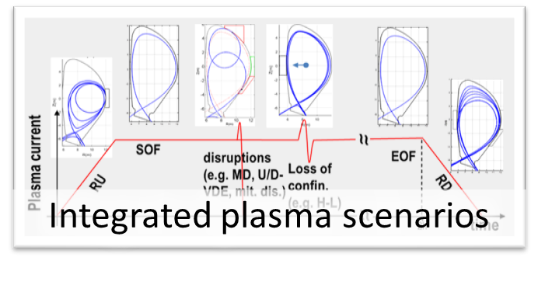 Plasma current
RU
SOF
disruptions
(e.g. MD, U/D-
VDE, mit. dis.)
Loss of
confin.
(e.g. H-L)
EOF
RD
time
Integrated plasma scenarios